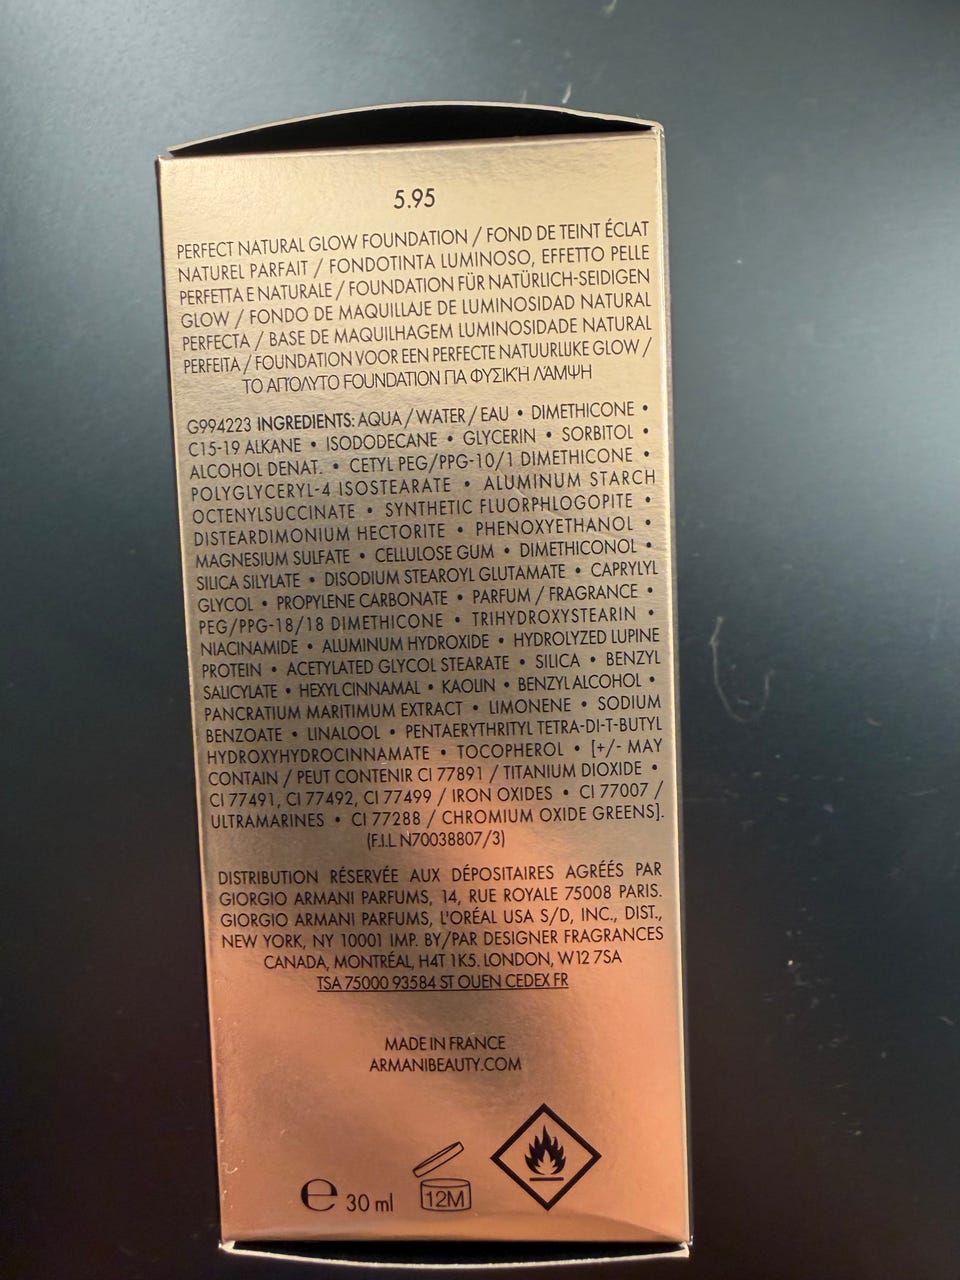 5.95
PERFECT NATURAL GLOW FOUNDATION / FOND DE TEINT ÉCLAT
NATUREL PARFAIT / FONDOTINTA LUMINOSO, EFFETTO PELLE
PERFETTA E NATURALE / FOUNDATION FÜR NATÜRLICH-SEIDIGEN
GLOW / FONDO DE MAQUILLAJE DE LUMINOSIDAD NATURAL
PERFECTA / BASE DE MAQUILHAGEM LUMINOSIDADE NATURAL
PERFEITA / FOUNDATION VOOR EEN PERFECTE NATUURLIJKE GLOW /
ΤΟ ΑΠΌΛΥΤΟ FOUNDATION ΓΙΑ ΦΥΣΙΚΉ ΛΆΜΨΗ
G994223 INGREDIENTS: AQUA / WATER / EAU • DIMETHICONE •
C15-19 ALKANE • ISODODECANE • GLYCERIN • SORBITOL •
ALCOHOL DENAT. • CETYL PEG/PPG-10/1 DIMETHICONE •
POLYGLYCERYL-4 ISOSTEARATE • ALUMINUM STARCH
OCTENYLSUCCINATE • SYNTHETIC FLUORPHLOGOPITE •
DISTEARDIMONIUM HECTORITE • PHENOXYETHANOL •
MAGNESIUM SULFATE • CELLULOSE GUM • DIMETHICONOL •
SILICA SILYLATE • DISODIUM STEAROYL GLUTAMATE • CAPRYLYL
GLYCOL • PROPYLENE CARBONATE • PARFUM / FRAGRANCE •
PEG/PPG-18/18 DIMETHICONE • TRIHYDROXYSTEARIN •
NIACINAMIDE • ALUMINUM HYDROXIDE • HYDROLYZED LUPINE
PROTEIN • ACETYLATED GLYCOL STEARATE • SILICA • BENZYL
SALICYLATE • HEXYL CINNAMAL • KAOLIN • BENZYL ALCOHOL •
PANCRATIUM MARITIMUM EXTRACT • LIMONENE • SODIUM
BENZOATE • LINALOOL • PENTAERYTHRITYL TETRA-DI-T-BUTYL
HYDROXYHYDROCINNAMATE • TOCOPHEROL • [+/- MAY
CONTAIN / PEUT CONTENIR CI 77891 / TITANIUM DIOXIDE •
CI 77491, CI 77492, CI 77499 / IRON OXIDES • CI 77007 /
ULTRAMARINES • CI 77288 / CHROMIUM OXIDE GREENS].
(F.I.L. N70038807/3)
DISTRIBUTION RÉSERVÉE AUX DÉPOSITAIRES AGRÉÉS PAR
GIORGIO ARMANI PARFUMS, 14, RUE ROYALE 75008 PARIS.
GIORGIO ARMANI PARFUMS, L'ORÉAL USA S/D, INC., DIST.,
NEW YORK, NY 10001 IMP. BY/PAR DESIGNER FRAGRANCES
CANADA, MONTRÉAL, H4T 1K5. LONDON, W12 7SA
TSA 75000 93584 ST OUEN CEDEX FR
MADE IN FRANCE
ARMANIBEAUTY.COM
℮ 30 ml 12M